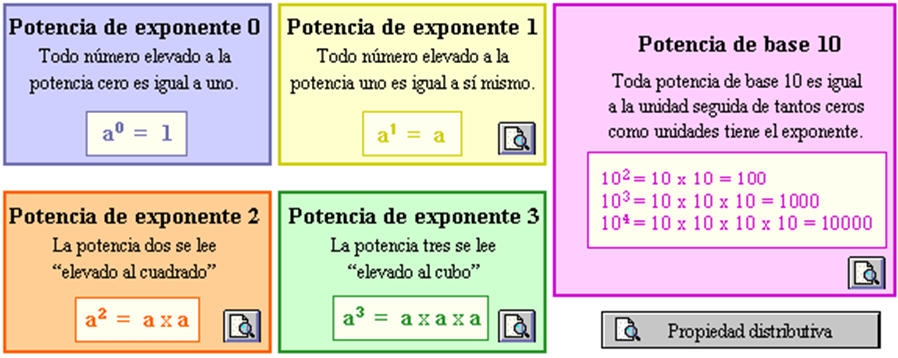 Potencia de exponente 0
Todo número elevado a la
potencia cero es igual a uno.
a⁰ = 1
Potencia de exponente 1
Todo número elevado a la
potencia uno es igual a sí mismo.
a¹ = a
Potencia de base 10
Toda potencia de base 10 es igual
a la unidad seguida de tantos ceros
como unidades tiene el exponente.
10² = 10 x 10 = 100
10³ = 10 x 10 x 10 = 1000
10⁴ = 10 x 10 x 10 x 10 = 10000
Potencia de exponente 2
La potencia dos se lee
“elevado al cuadrado”
a² = a x a
Potencia de exponente 3
La potencia tres se lee
“elevado al cubo”
a³ = a x a x a
Propiedad distributiva